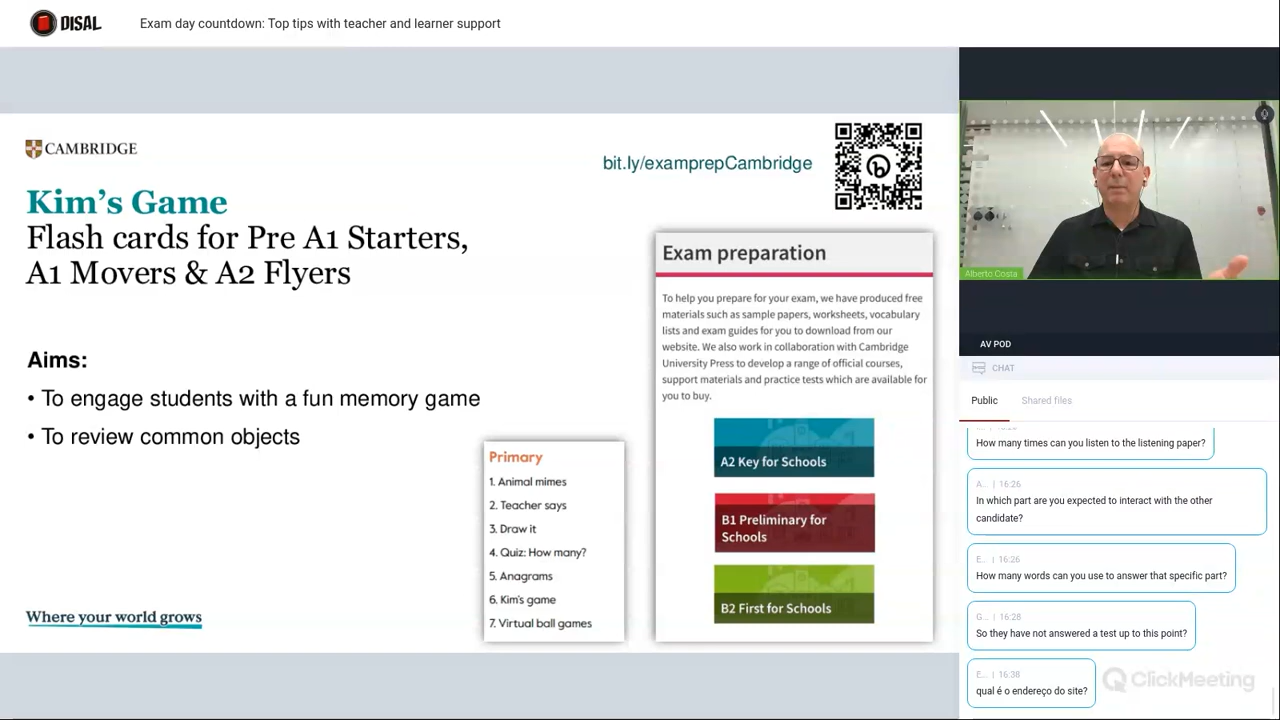 DISAL
Exam day countdown: Top tips with teacher and learner support
CAMBRIDGE
bit.ly/examprepCambridge
Kim's Game
Flash cards for Pre A1 Starters,
A1 Movers & A2 Flyers
Aims:
• To engage students with a fun memory game
• To review common objects
Where your world grows
Primary
1. Animal mimes
2. Teacher says
3. Draw it
4. Quiz: How many?
5. Anagrams
6. Kim's game
7. Virtual ball games
Exam preparation
To help you prepare for your exam, we have produced free
materials such as sample papers, worksheets, vocabulary
lists and exam guides for you to download from our
website. We also work in collaboration with Cambridge
University Press to develop a range of official courses,
support materials and practice tests which are available for
you to buy.
A2 Key for Schools
B1 Preliminary for
Schools
B2 First for Schools
Alberto Costa
AV POD
CHAT
Public
Shared files
How many times can you listen to the listening paper?
A... | 16:26
In which part are you expected to interact with the other
candidate?
E... | 16:26
How many words can you use to answer that specific part?
G... | 16:28
So they have not answered a test up to this point?
E... | 16:38
qual é o endereço do site?
ClickMeeting